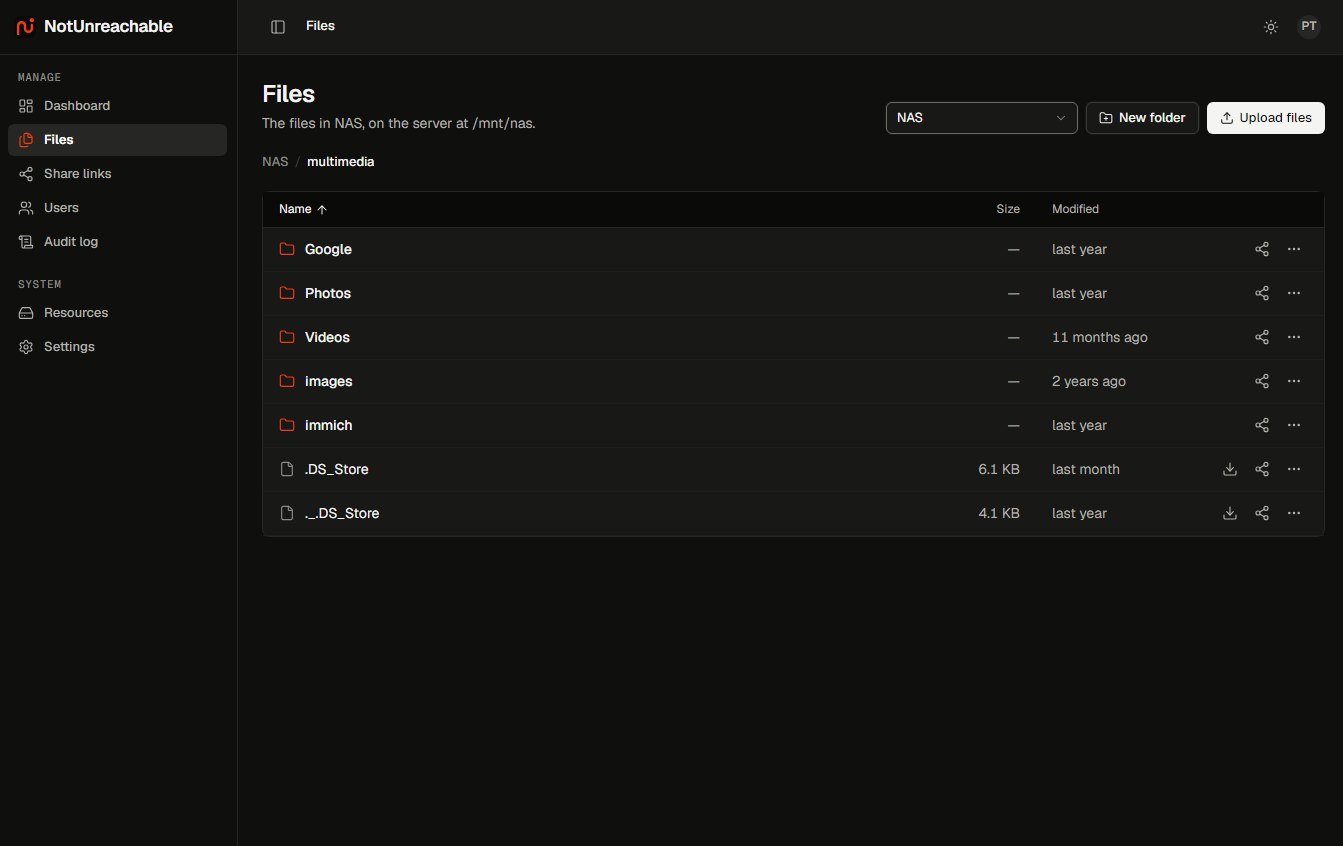 NotUnreachable
Files
PT
MANAGE
Dashboard
Files
Share links
Users
Audit log
SYSTEM
Resources
Settings
Files
The files in NAS, on the server at /mnt/nas.
NAS
New folder
Upload files
NAS / multimedia
Name Size Modified
Google — last year
Photos — last year
Videos — 11 months ago
images — 2 years ago
immich — last year
.DS_Store 6.1 KB last month
._.DS_Store 4.1 KB last year